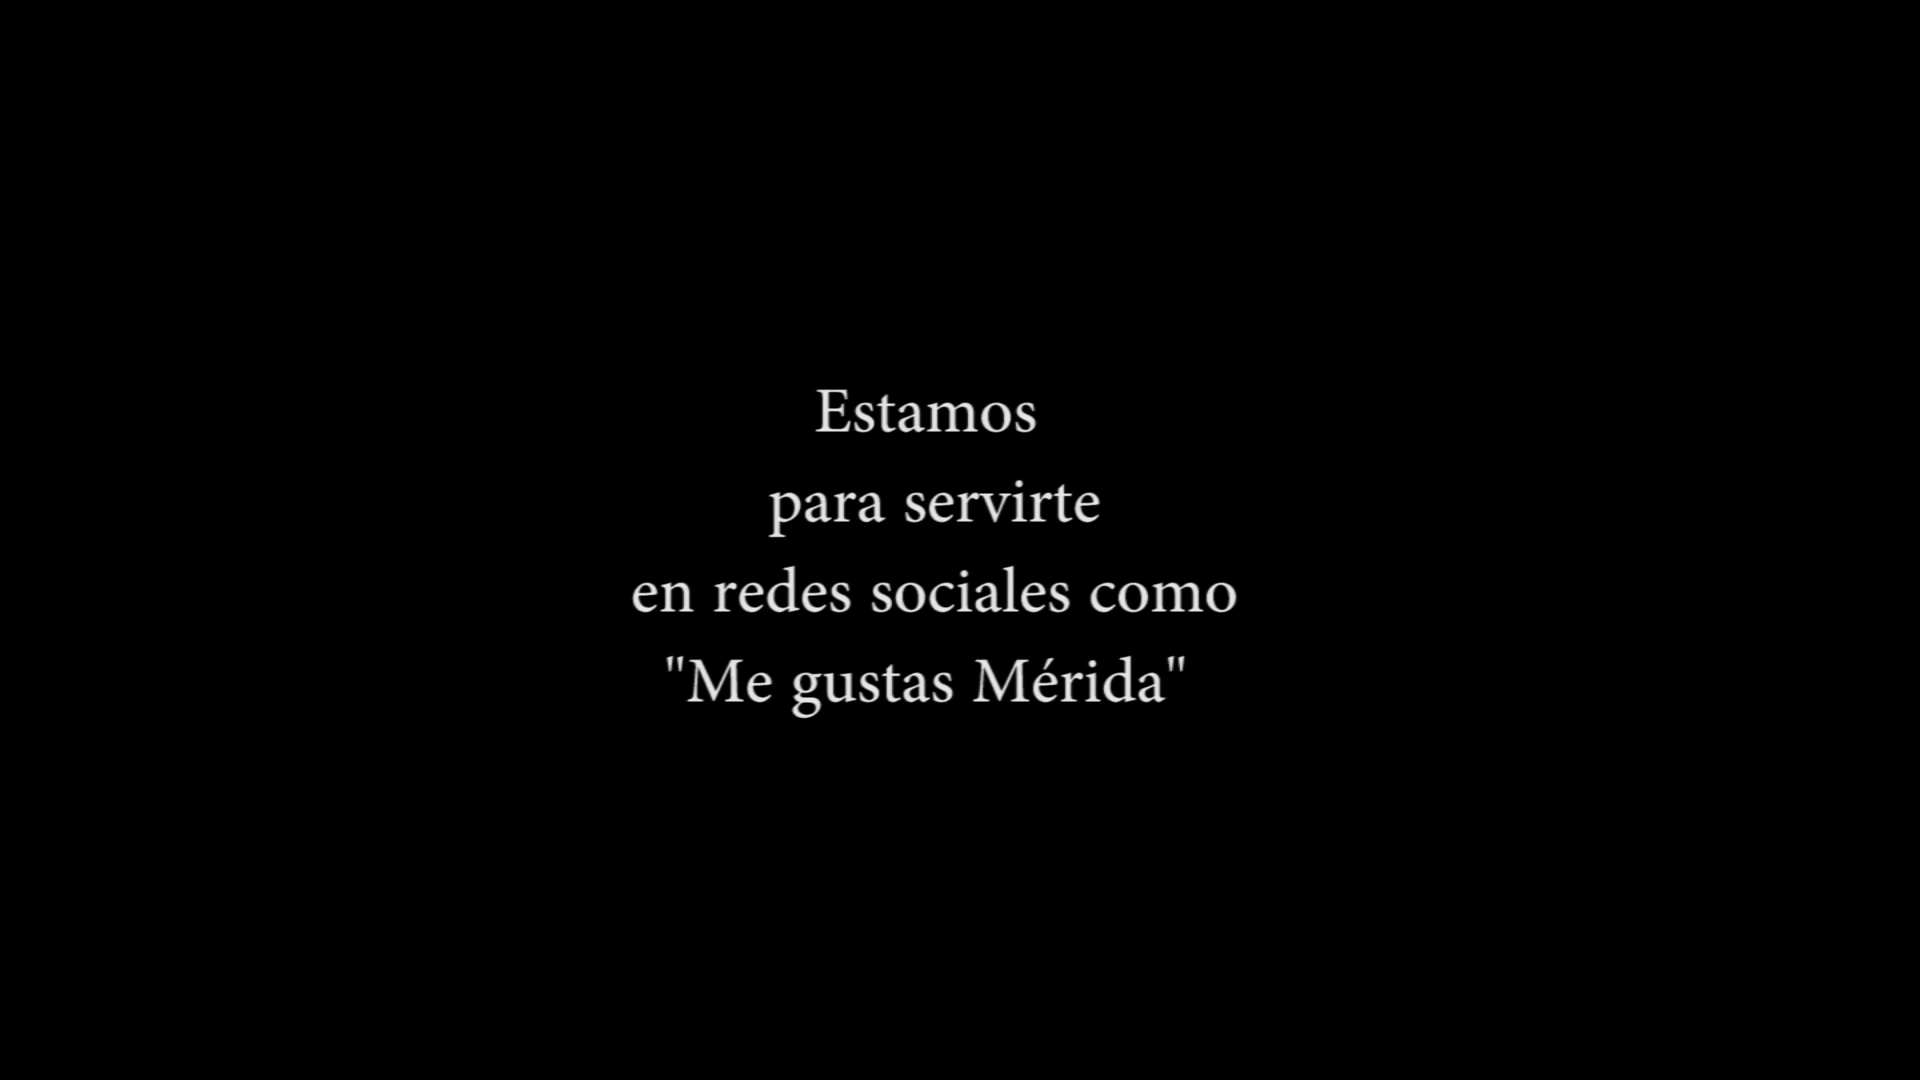 Estamos
para servirte
en redes sociales como
"Me gustas Mérida"